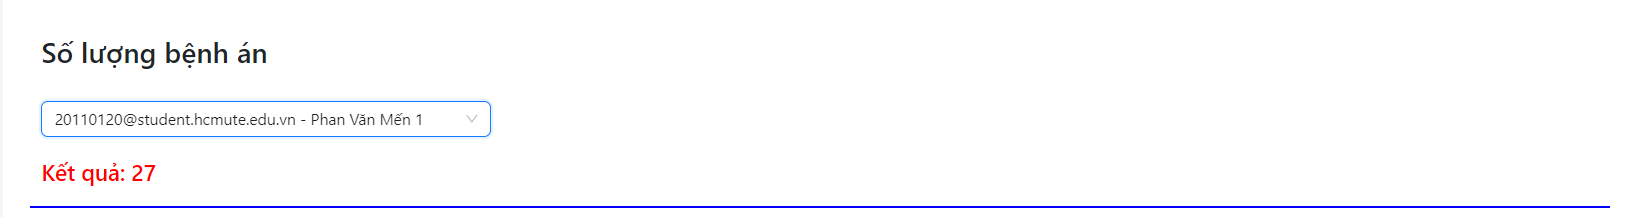 Số lượng bệnh án
20110120@student.hcmute.edu.vn - Phan Văn Mến 1
Kết quả: 27